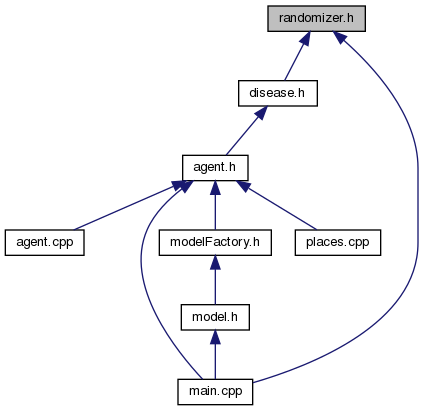 randomizer.h
disease.h
agent.h
agent.cpp
modelFactory.h
places.cpp
model.h
main.cpp